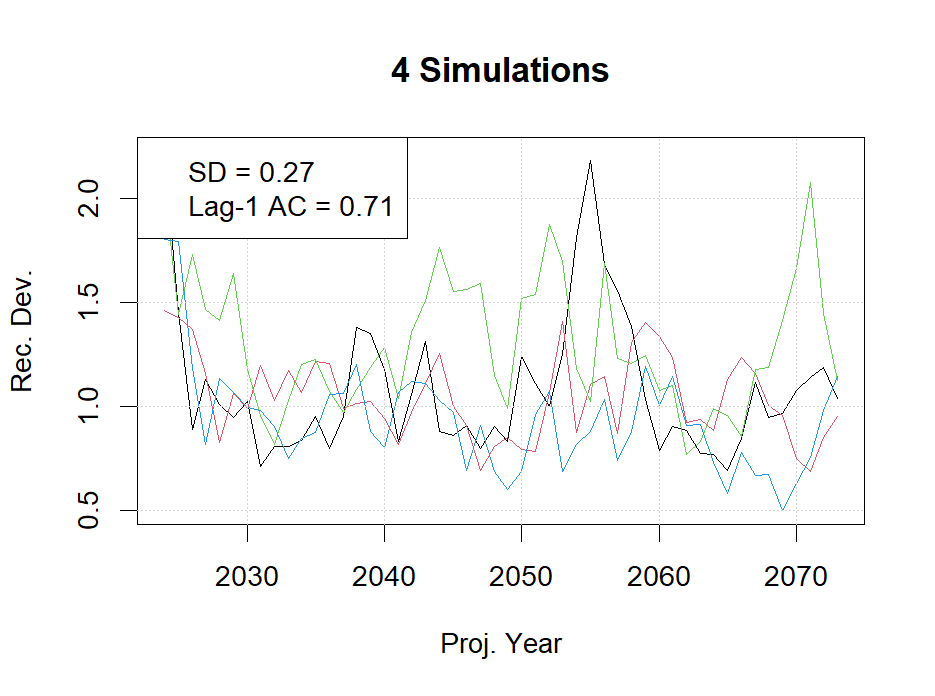 4 Simulations
SD = 0.27
Lag-1 AC = 0.71
Rec. Dev.
2.0
1.5
1.0
0.5
2030 2040 2050 2060 2070
Proj. Year